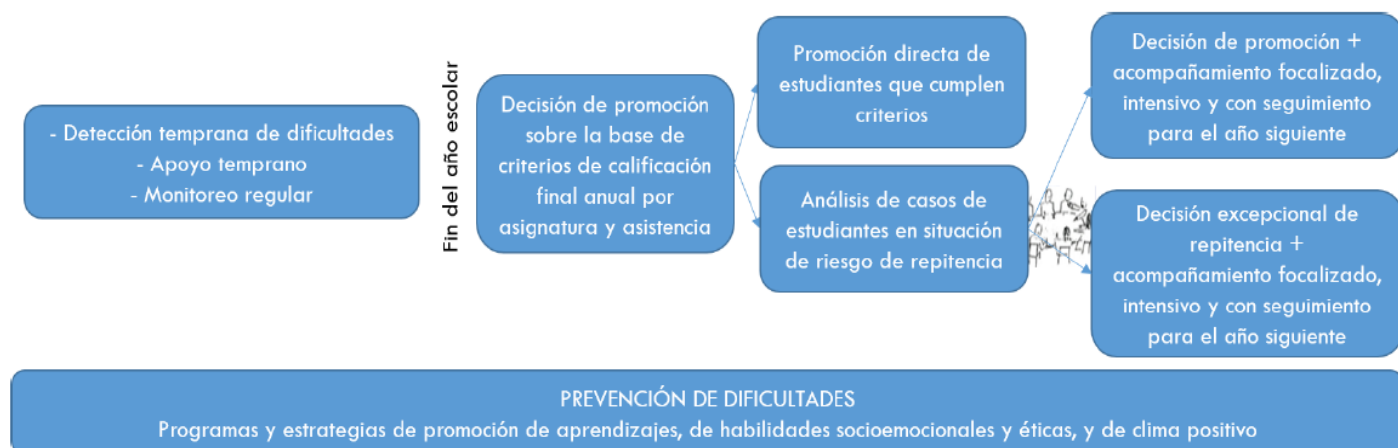 - Detección temprana de dificultades
- Apoyo temprano
- Monitoreo regular
Fin del año escolar
Decisión de promoción
sobre la base de
criterios de calificación
final anual por
asignatura y asistencia
Promoción directa de
estudiantes que cumplen
criterios
Análisis de casos de
estudiantes en situación
de riesgo de repitencia
Decisión de promoción +
acompañamiento focalizado,
intensivo y con seguimiento
para el año siguiente
Decisión excepcional de
repitencia +
acompañamiento focalizado,
intensivo y con seguimiento
para el año siguiente
PREVENCIÓN DE DIFICULTADES
Programas y estrategias de promoción de aprendizajes, de habilidades socioemocionales y éticas, y de clima positivo